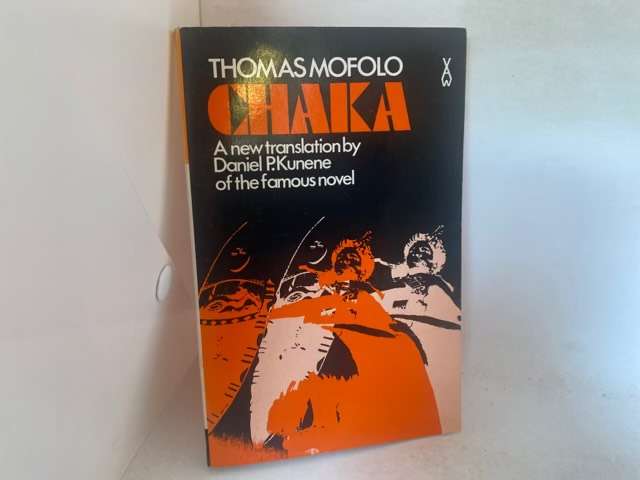 THOMAS MOFOLO
CHAKA
A new translation by
Daniel P. Kunene
of the famous novel